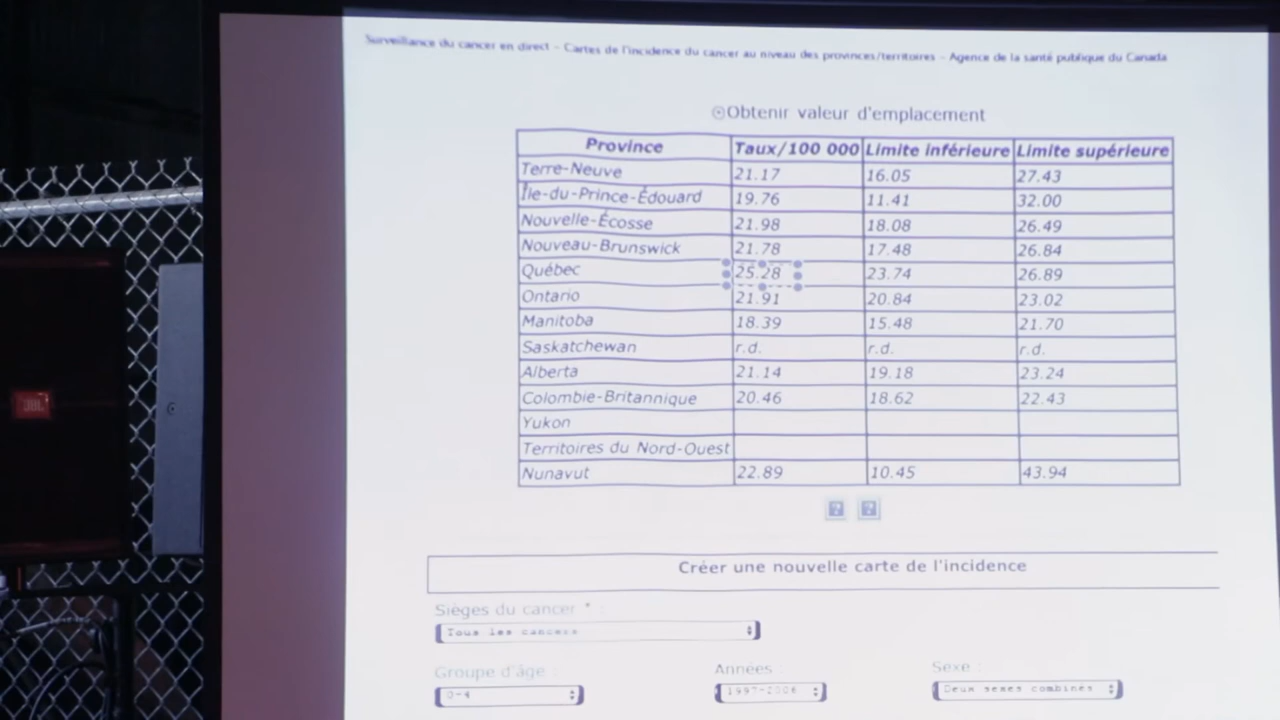 Surveillance du cancer en direct - Cartes de l'incidence du cancer au niveau des provinces/territoires - Agence de la santé publique du Canada
Obtenir valeur d'emplacement
Province Taux/100 000 Limite inférieure Limite supérieure
Terre-Neuve 21.17 16.05 27.43
Île-du-Prince-Édouard 19.76 11.41 32.00
Nouvelle-Écosse 21.98 18.08 26.49
Nouveau-Brunswick 21.78 17.48 26.84
Québec 25.28 23.74 26.89
Ontario 21.91 20.84 23.02
Manitoba 18.39 15.48 21.70
Saskatchewan r.d. r.d. r.d.
Alberta 21.14 19.18 23.24
Colombie-Britannique 20.46 18.62 22.43
Yukon
Territoires du Nord-Ouest
Nunavut 22.89 10.45 43.94
? ?
Créer une nouvelle carte de l'incidence
Sièges du cancer * :
Tous les cancers
Groupe d'âge : Années Sexe :
0-4 1997-2006 Deux sexes combinés
JBL